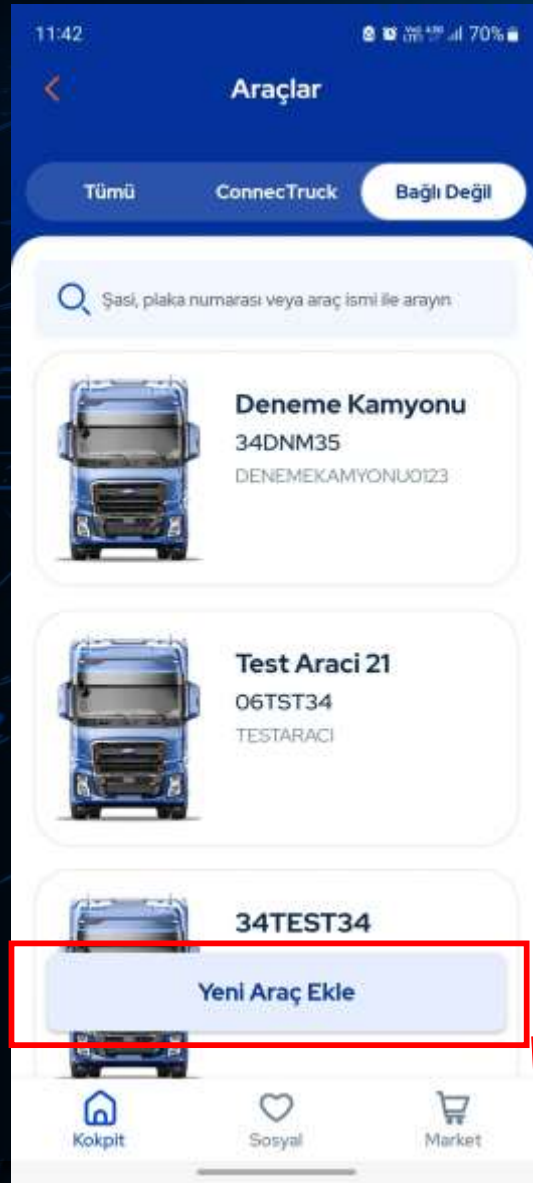 11:42
70%
Araçlar
Tümü
ConnecTruck
Bağlı Değil
Şasi, plaka numarası veya araç ismi ile arayın
Deneme Kamyonu
34DNM35
DENEMEKAMYONU0123
Test Araci 21
06TST34
TESTARACI
34TEST34
Yeni Araç Ekle
Kokpit
Sosyal
Market